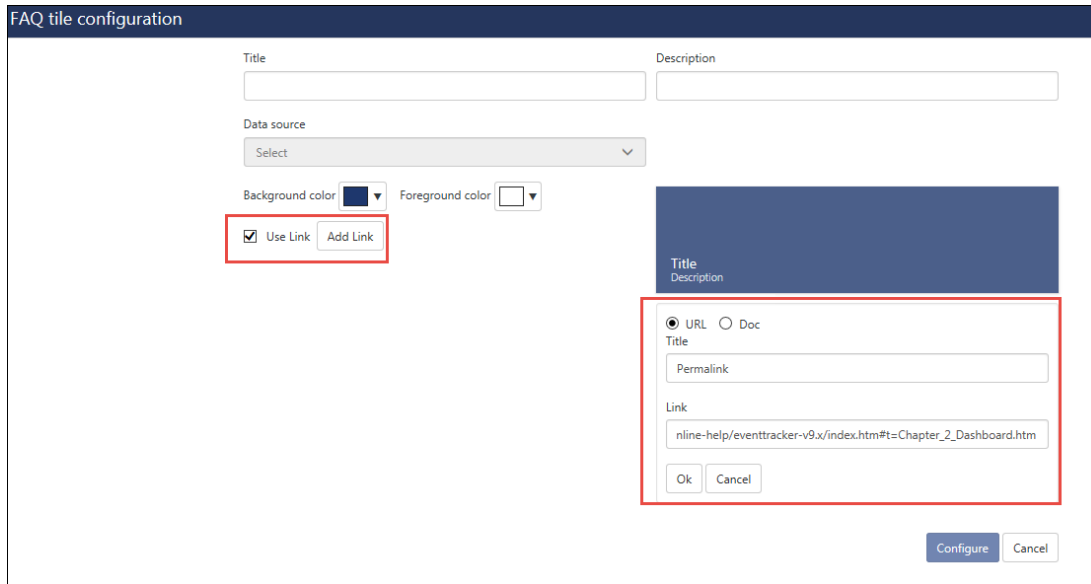 FAQ tile configuration
Title
Description
Data source
Select
Background color
Foreground color
Use Link
Add Link
Title
Description
URL
Doc
Title
Permalink
Link
nline-help/eventtracker-v9.x/index.htm#t=Chapter_2_Dashboard.htm
Ok
Cancel
Configure
Cancel